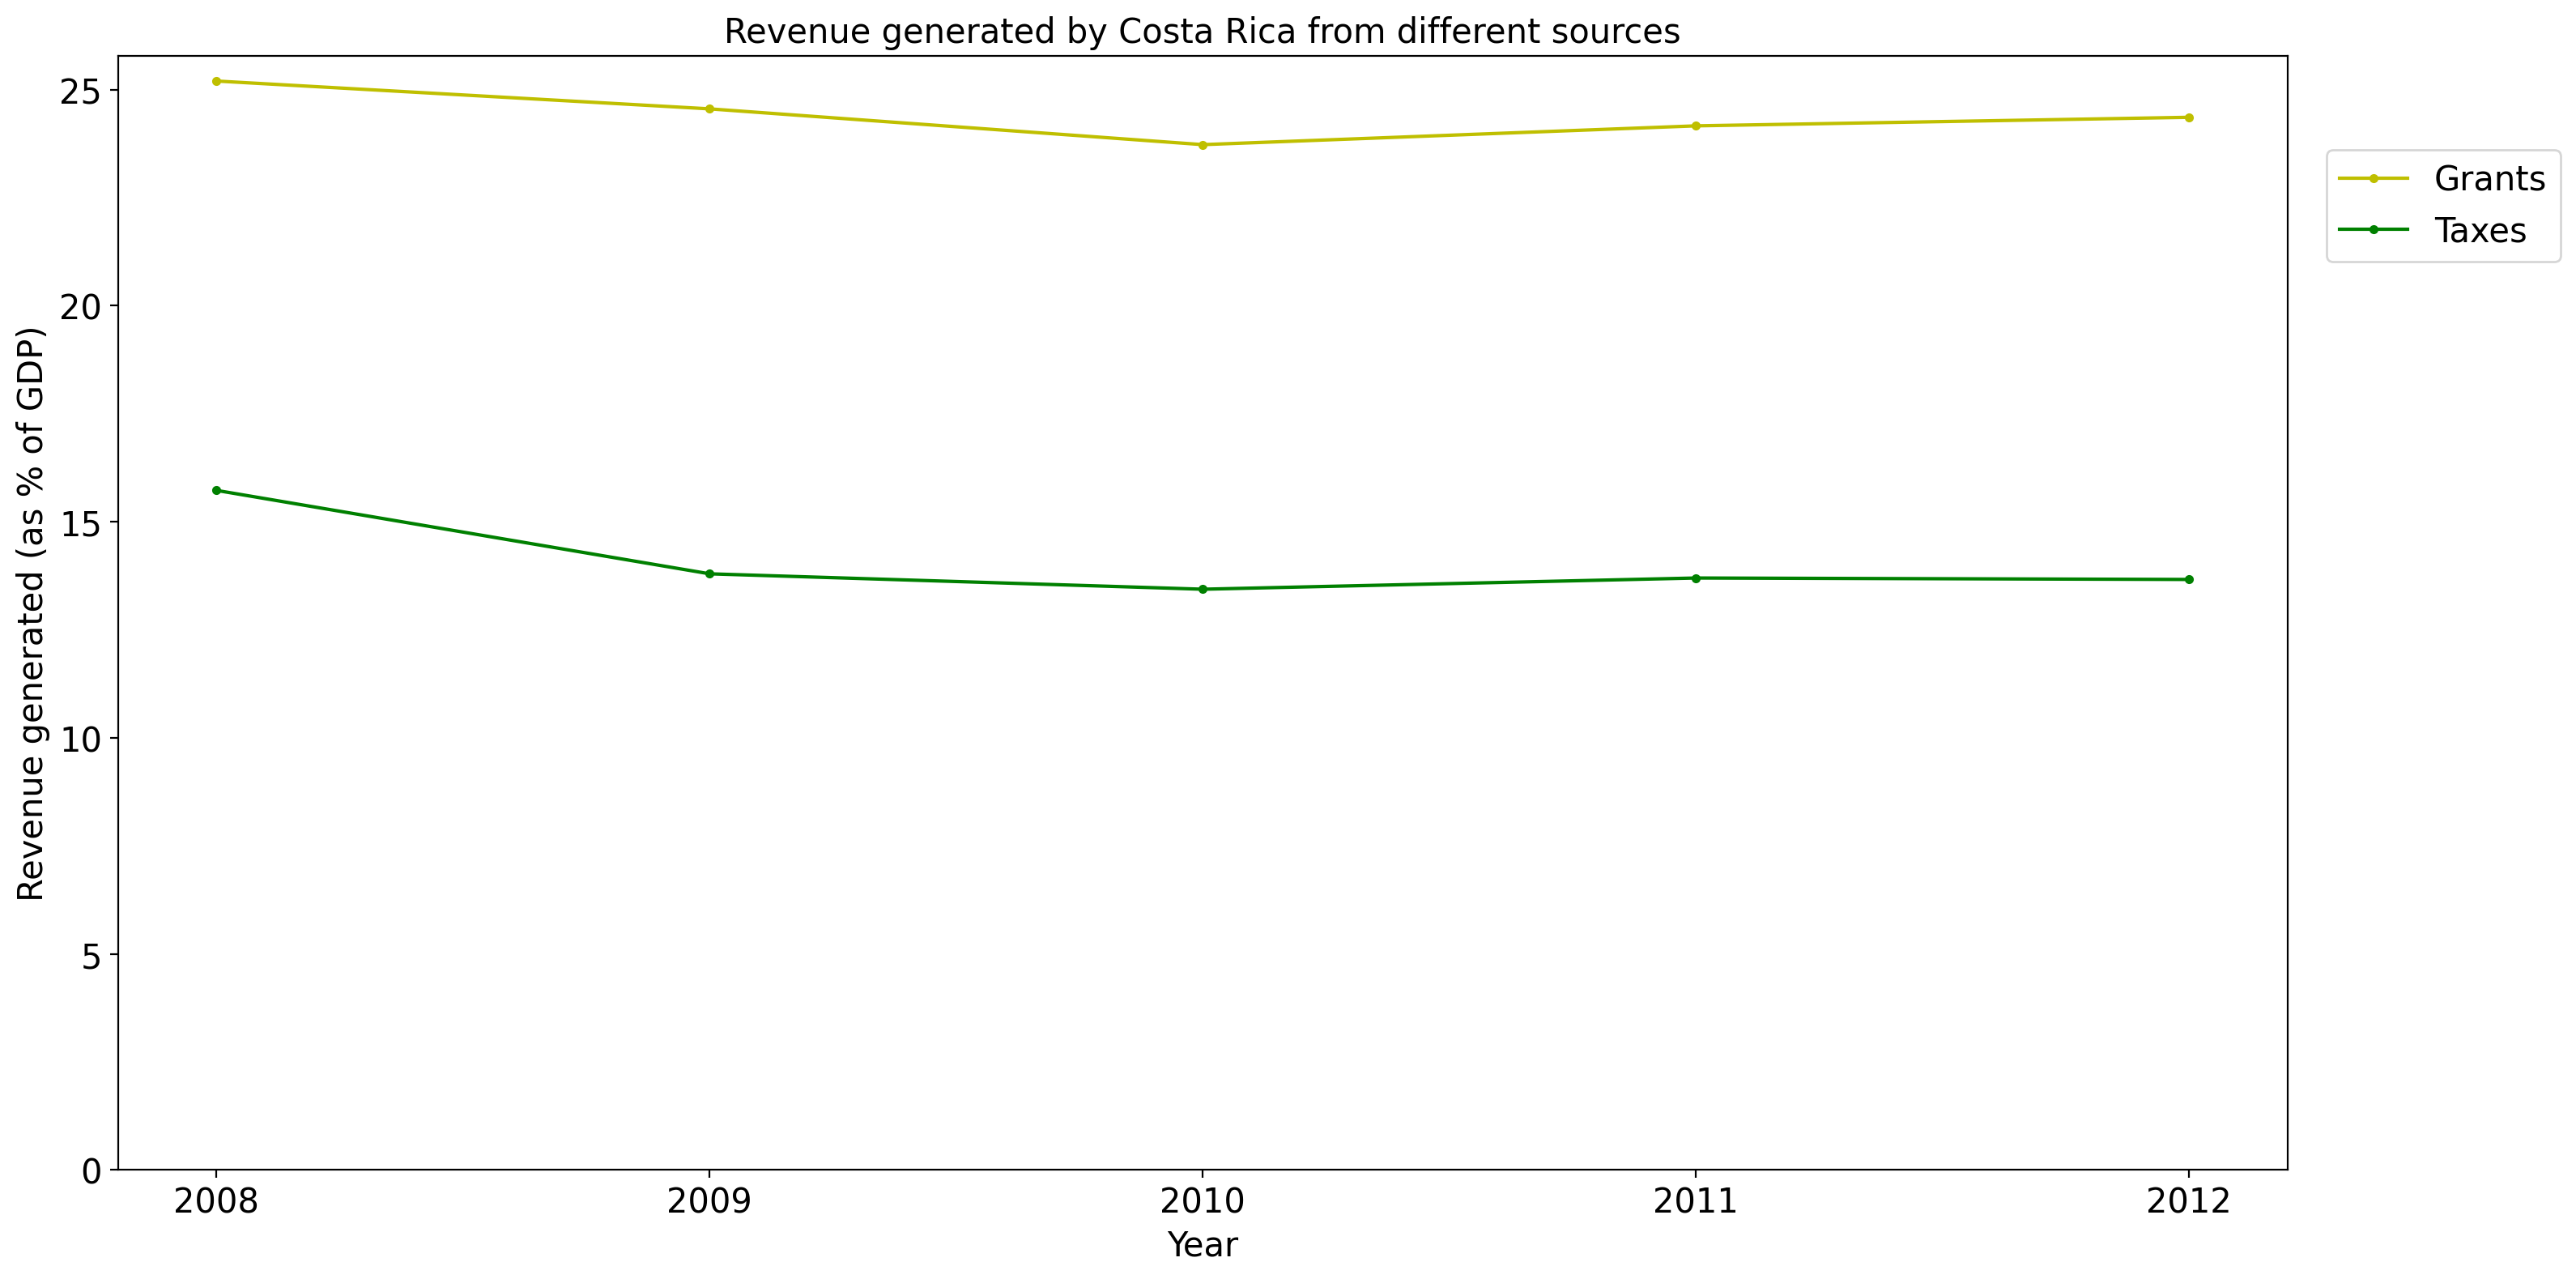 Revenue generated by Costa Rica from different sources
Revenue generated (as % of GDP)
25
20
15
10
5
0
2008 2009 2010 2011 2012
Year
Grants
Taxes